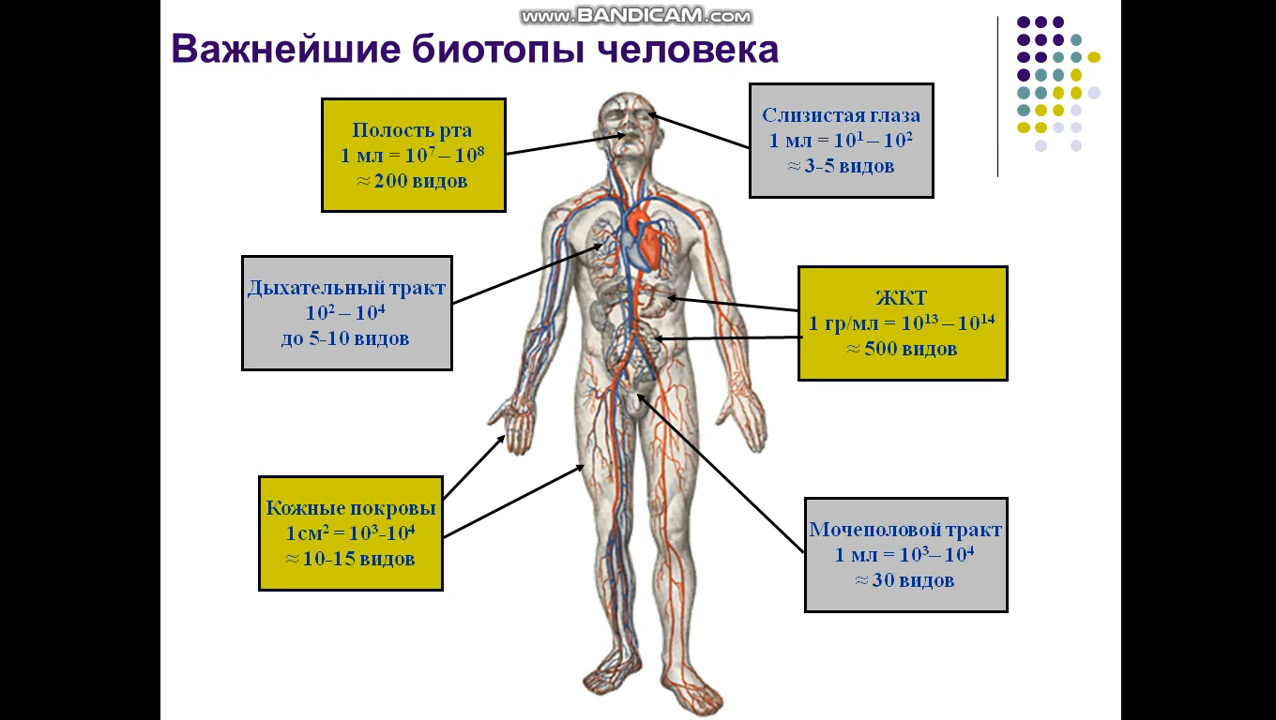 www.BANDICAM.com
Важнейшие биотопы человека
Полость рта
1 мл = 10⁷ – 10⁸
≈ 200 видов
Слизистая глаза
1 мл = 10¹ – 10²
≈ 3-5 видов
Дыхательный тракт
10² – 10⁴
до 5-10 видов
ЖКТ
1 гр/мл = 10¹³ – 10¹⁴
≈ 500 видов
Кожные покровы
1см² = 10³-10⁴
≈ 10-15 видов
Мочеполовой тракт
1 мл = 10³– 10⁴
≈ 30 видов